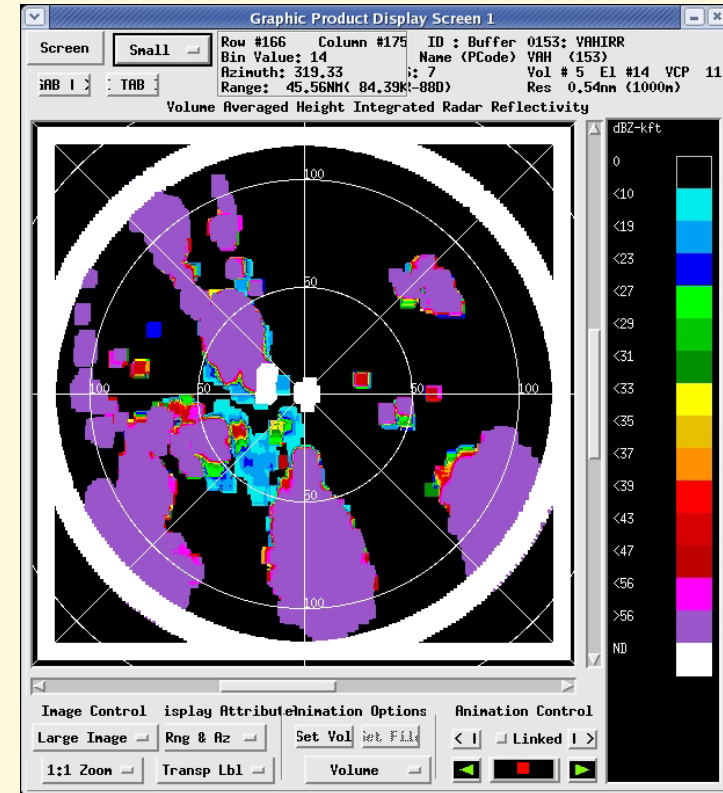 Graphic Product Display Screen 1
Screen
Small
TAB
Row #166 Column #175
Bin Value: 14
Azimuth: 319.33
Range: 45.56NM( 84.39K
ID : Buffer 0153: VAHIRR
Name (PCode) VAH (153)
: 7 Vol # 5 El #14 VCP 11
-88D) Res 0.54nm (1000m)
Volume Averaged Height Integrated Radar Reflectivity
100
50
100
50
50
100
50
100
dBZ-kft
0
<10
<19
<23
<27
<29
<31
<33
<35
<37
<39
<43
<47
<56
>56
ND
Image Control
isplay Attribute
Animation Options
Animation Control
Large Image
Rng & Az
Set Vol
Set File
< |
Linked
| >
1:1 Zoom
Transp Lbl
Volume